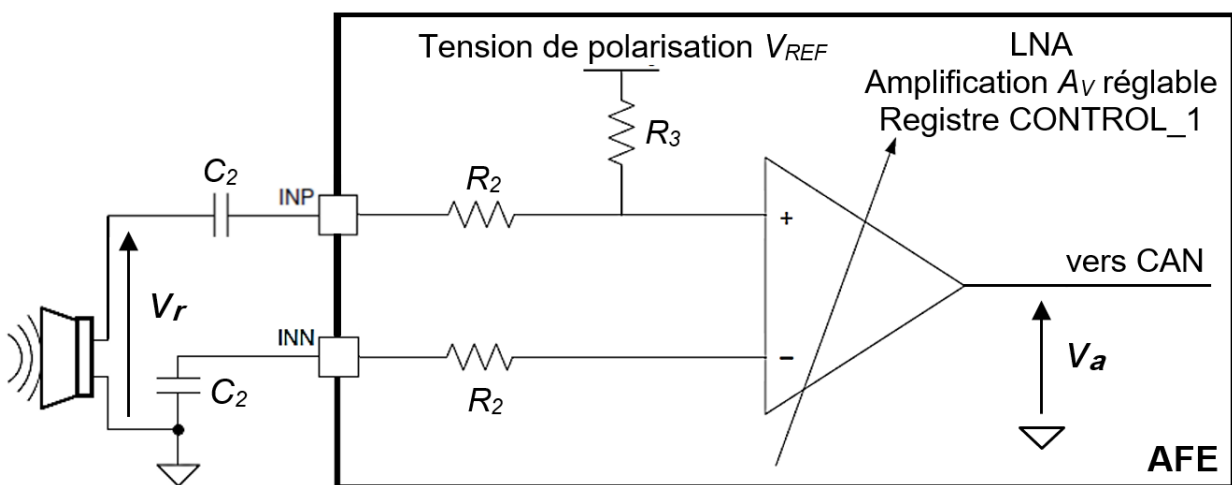 Tension de polarisation VREF
LNA
Amplification AV réglable
Registre CONTROL_1
R3
C2
INP
R2
+
vers CAN
Vr
INN
C2
R2
–
Va
AFE